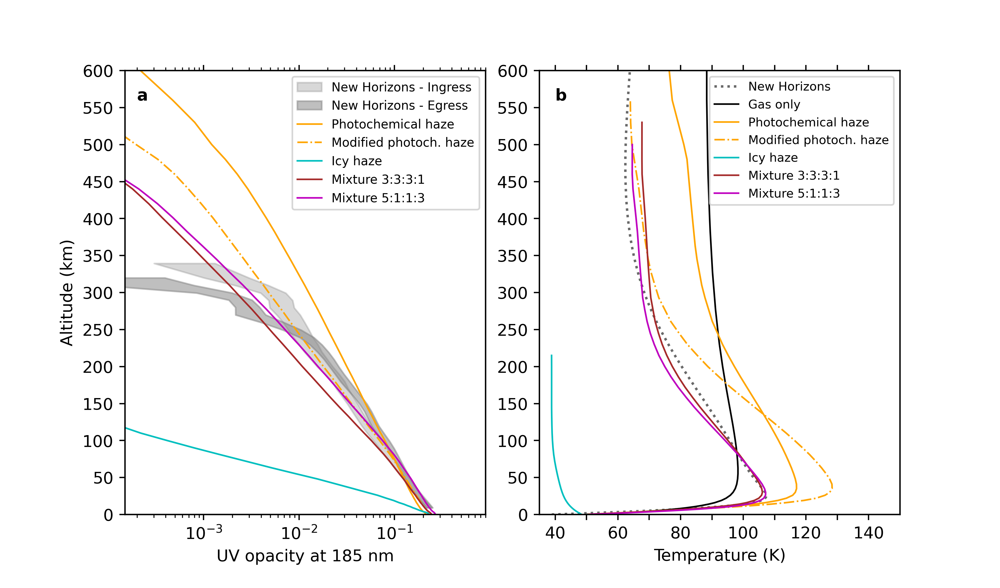 a
New Horizons - Ingress
New Horizons - Egress
Photochemical haze
Modified photoch. haze
Icy haze
Mixture 3:3:3:1
Mixture 5:1:1:3
600
550
500
450
400
350
300
250
200
150
100
50
0
Altitude (km)
10⁻³
10⁻²
10⁻¹
UV opacity at 185 nm
b
New Horizons
Gas only
Photochemical haze
Modified photoch. haze
Icy haze
Mixture 3:3:3:1
Mixture 5:1:1:3
600
550
500
450
400
350
300
250
200
150
100
50
0
40
60
80
100
120
140
Temperature (K)